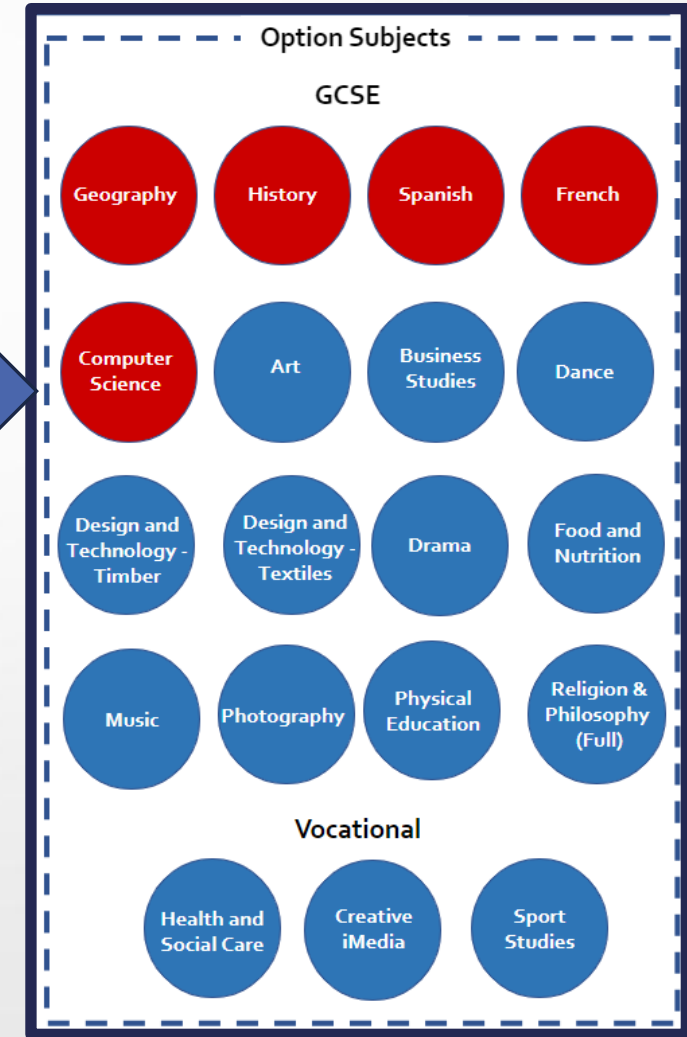 Option Subjects
GCSE
Geography
History
Spanish
French
Computer
Science
Art
Business
Studies
Dance
Design and
Technology -
Timber
Design and
Technology -
Textiles
Drama
Food and
Nutrition
Music
Photography
Physical
Education
Religion &
Philosophy
(Full)
Vocational
Health and
Social Care
Creative
iMedia
Sport
Studies